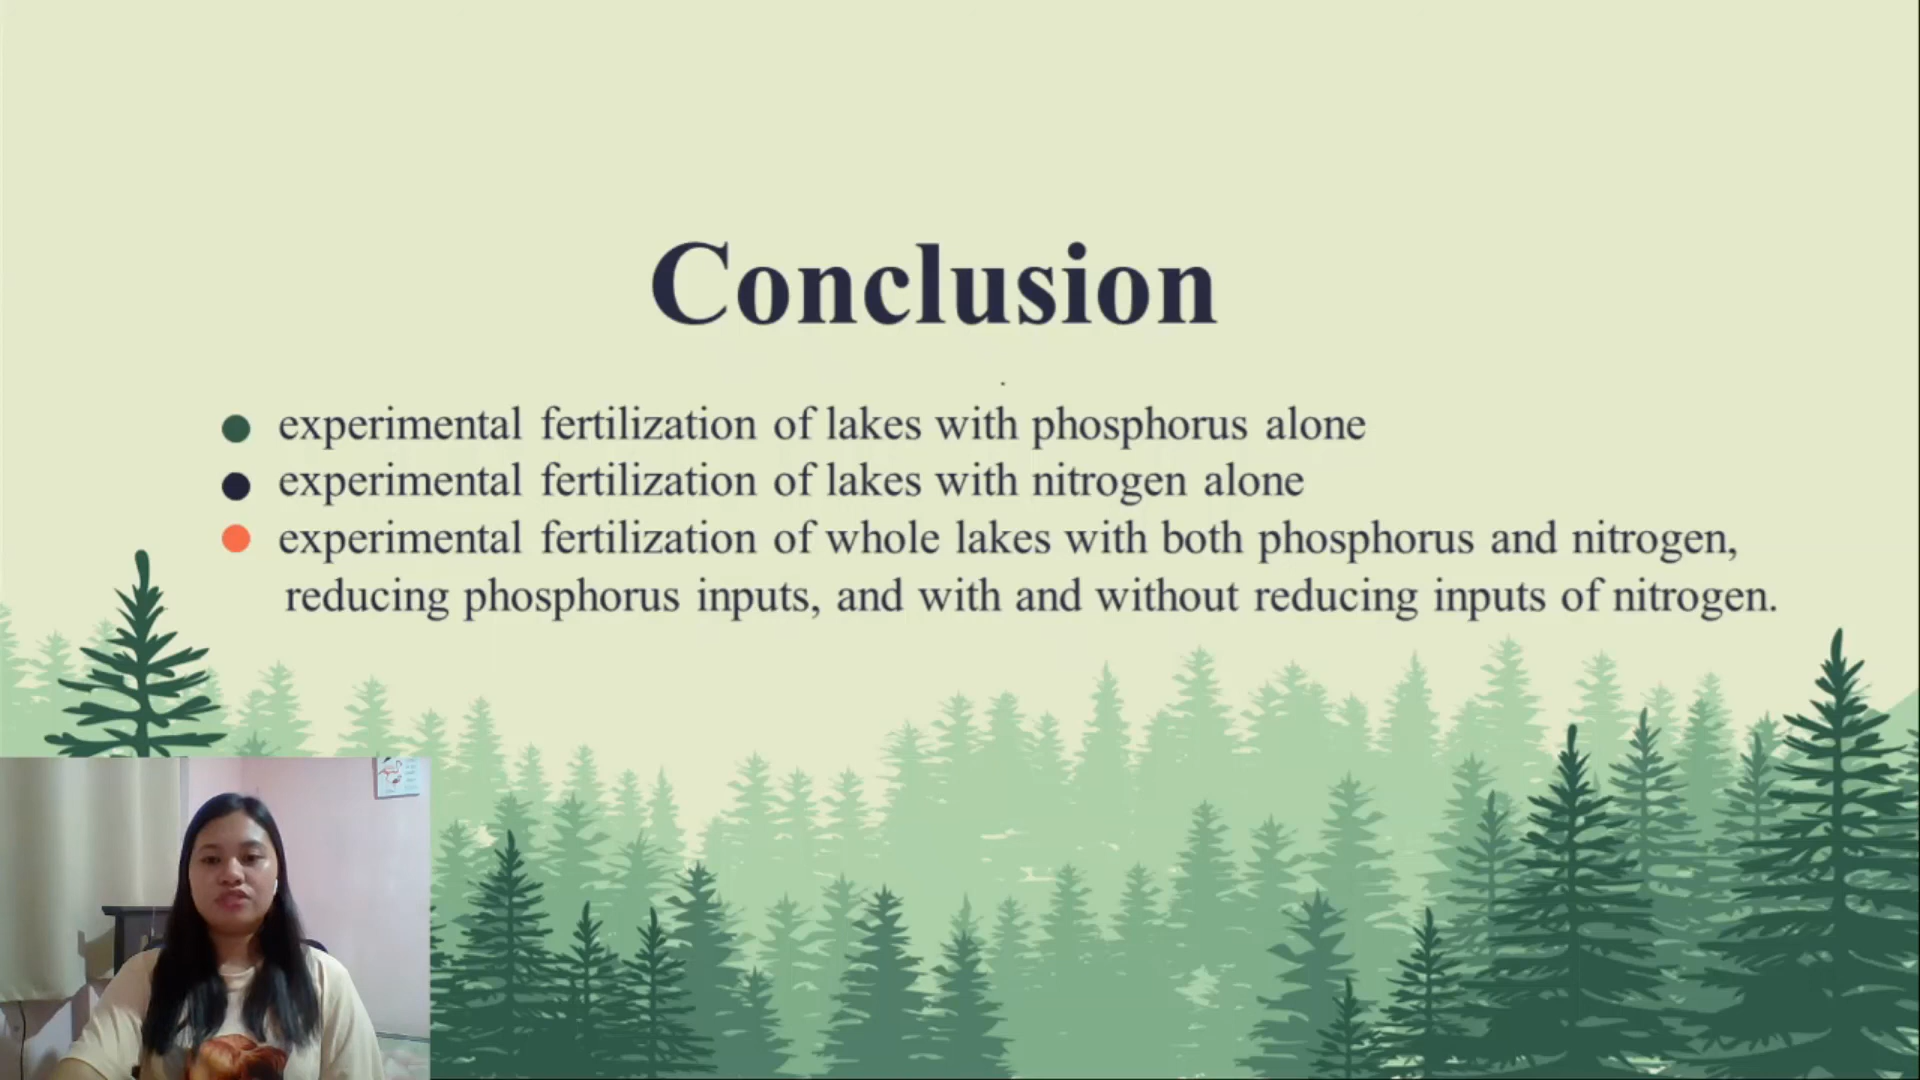 Conclusion
experimental fertilization of lakes with phosphorus alone
experimental fertilization of lakes with nitrogen alone
experimental fertilization of whole lakes with both phosphorus and nitrogen,
reducing phosphorus inputs, and with and without reducing inputs of nitrogen.